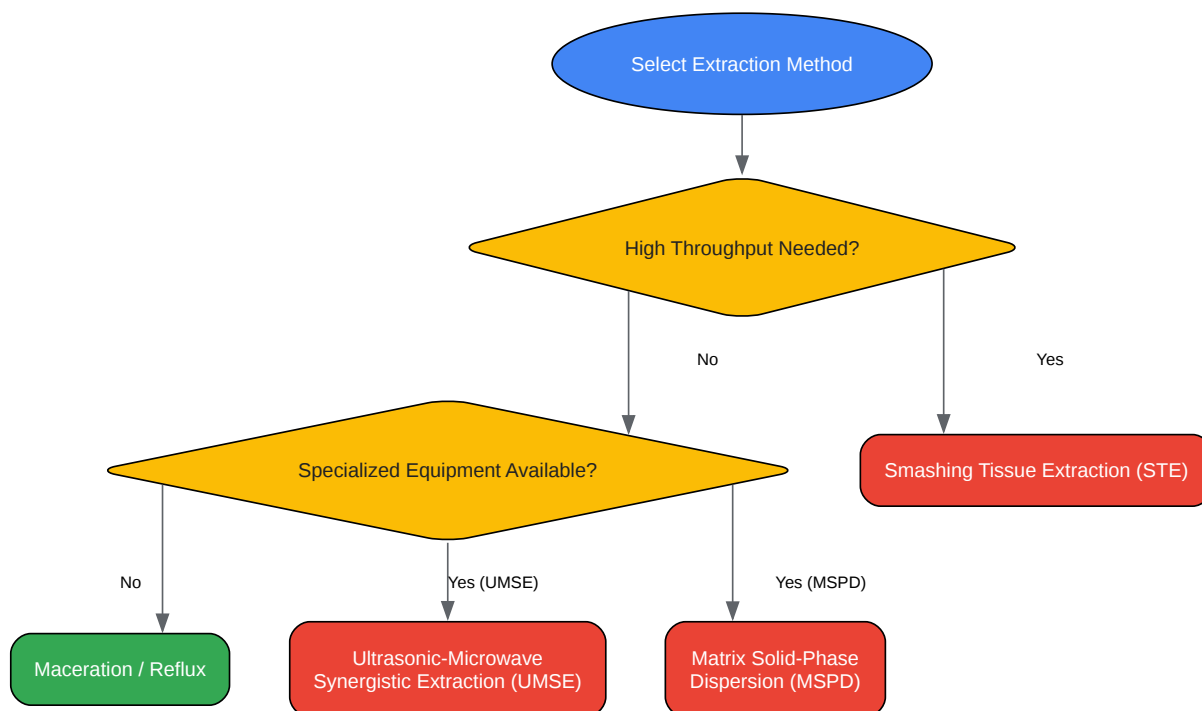 Select Extraction Method
High Throughput Needed?
No
Yes
Specialized Equipment Available?
Smashing Tissue Extraction (STE)
No
Yes (UMSE)
Yes (MSPD)
Maceration / Reflux
Ultrasonic-Microwave
Synergistic Extraction (UMSE)
Matrix Solid-Phase
Dispersion (MSPD)